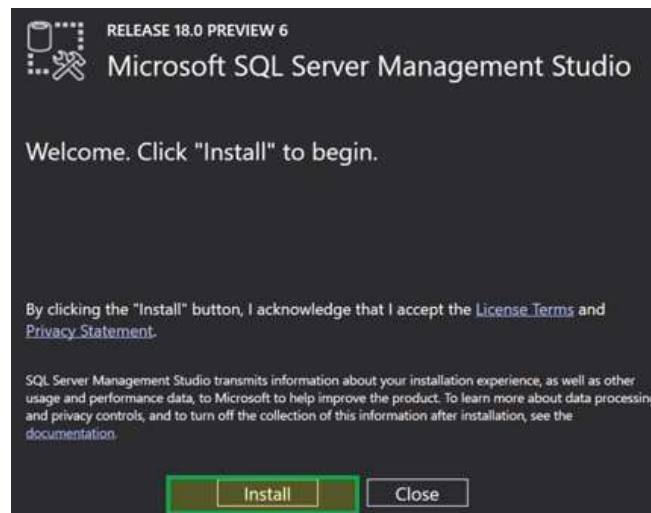 RELEASE 18.0 PREVIEW 6
Microsoft SQL Server Management Studio
Welcome. Click "Install" to begin.
By clicking the "Install" button, I acknowledge that I accept the License Terms and
Privacy Statement.
SQL Server Management Studio transmits information about your installation experience, as well as other
usage and performance data, to Microsoft to help improve the product. To learn more about data processing
and privacy controls, and to turn off the collection of this information after installation, see the
documentation.
Install Close